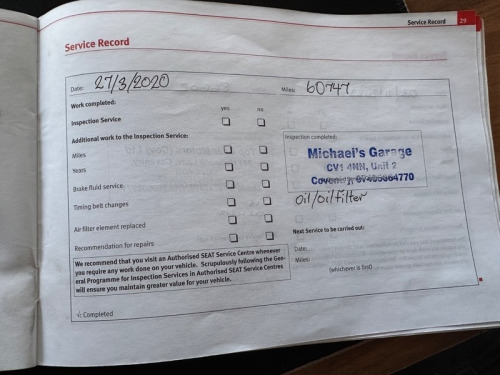 Service Record 29
Service Record
Date: 27/3/2020 Miles: 60747
Work completed:
yes no
Inspection Service
Additional work to the Inspection Service:
Inspection completed:
Miles
Years
Brake fluid service
Timing belt changes
Air filter element replaced
Recommendation for repairs
Michael's Garage
CV1 4NN, Unit 2
Coventry,
oil/oil filter
Next Service to be carried out:
Date:
Miles:
(whichever is first)
We recommend that you visit an Authorised SEAT Service Centre whenever
you require any work done on your vehicle. Scrupulously following the Gen-
eral Programme for Inspection Services in Authorised SEAT Service Centres
will ensure you maintain greater value for your vehicle.
√: Completed